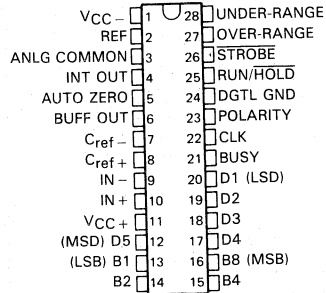 VCC− 1 28 UNDER-RANGE
REF 2 27 OVER-RANGE
ANLG COMMON 3 26 STROBE
INT OUT 4 25 RUN/HOLD
AUTO ZERO 5 24 DGTL GND
BUFF OUT 6 23 POLARITY
Cref− 7 22 CLK
Cref+ 8 21 BUSY
IN− 9 20 D1 (LSD)
IN+ 10 19 D2
VCC+ 11 18 D3
(MSD) D5 12 17 D4
(LSB) B1 13 16 B8 (MSB)
B2 14 15 B4